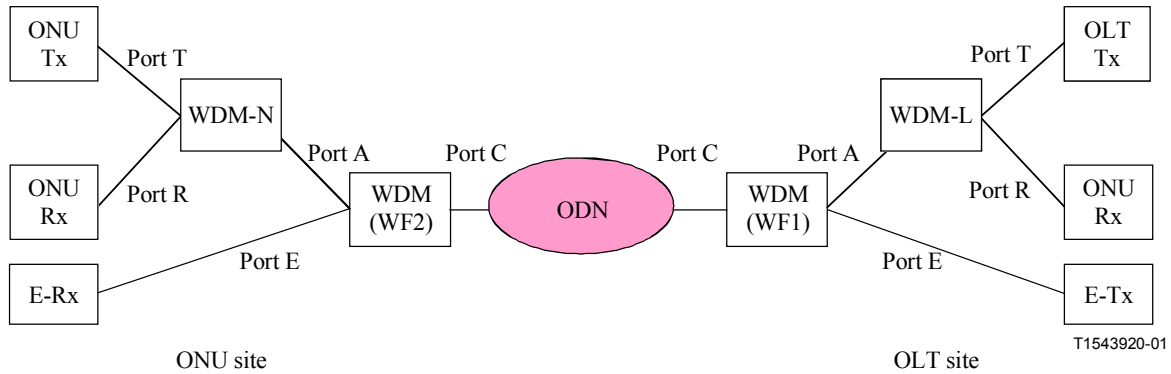 ONU
Tx
Port T
WDM-N
Port A
Port C
ONU
Rx
Port R
WDM
(WF2)
Port E
E-Rx
ONU site
ODN
Port C
WDM
(WF1)
Port A
WDM-L
Port T
OLT
Tx
Port R
ONU
Rx
Port E
E-Tx
T1543920-01
OLT site